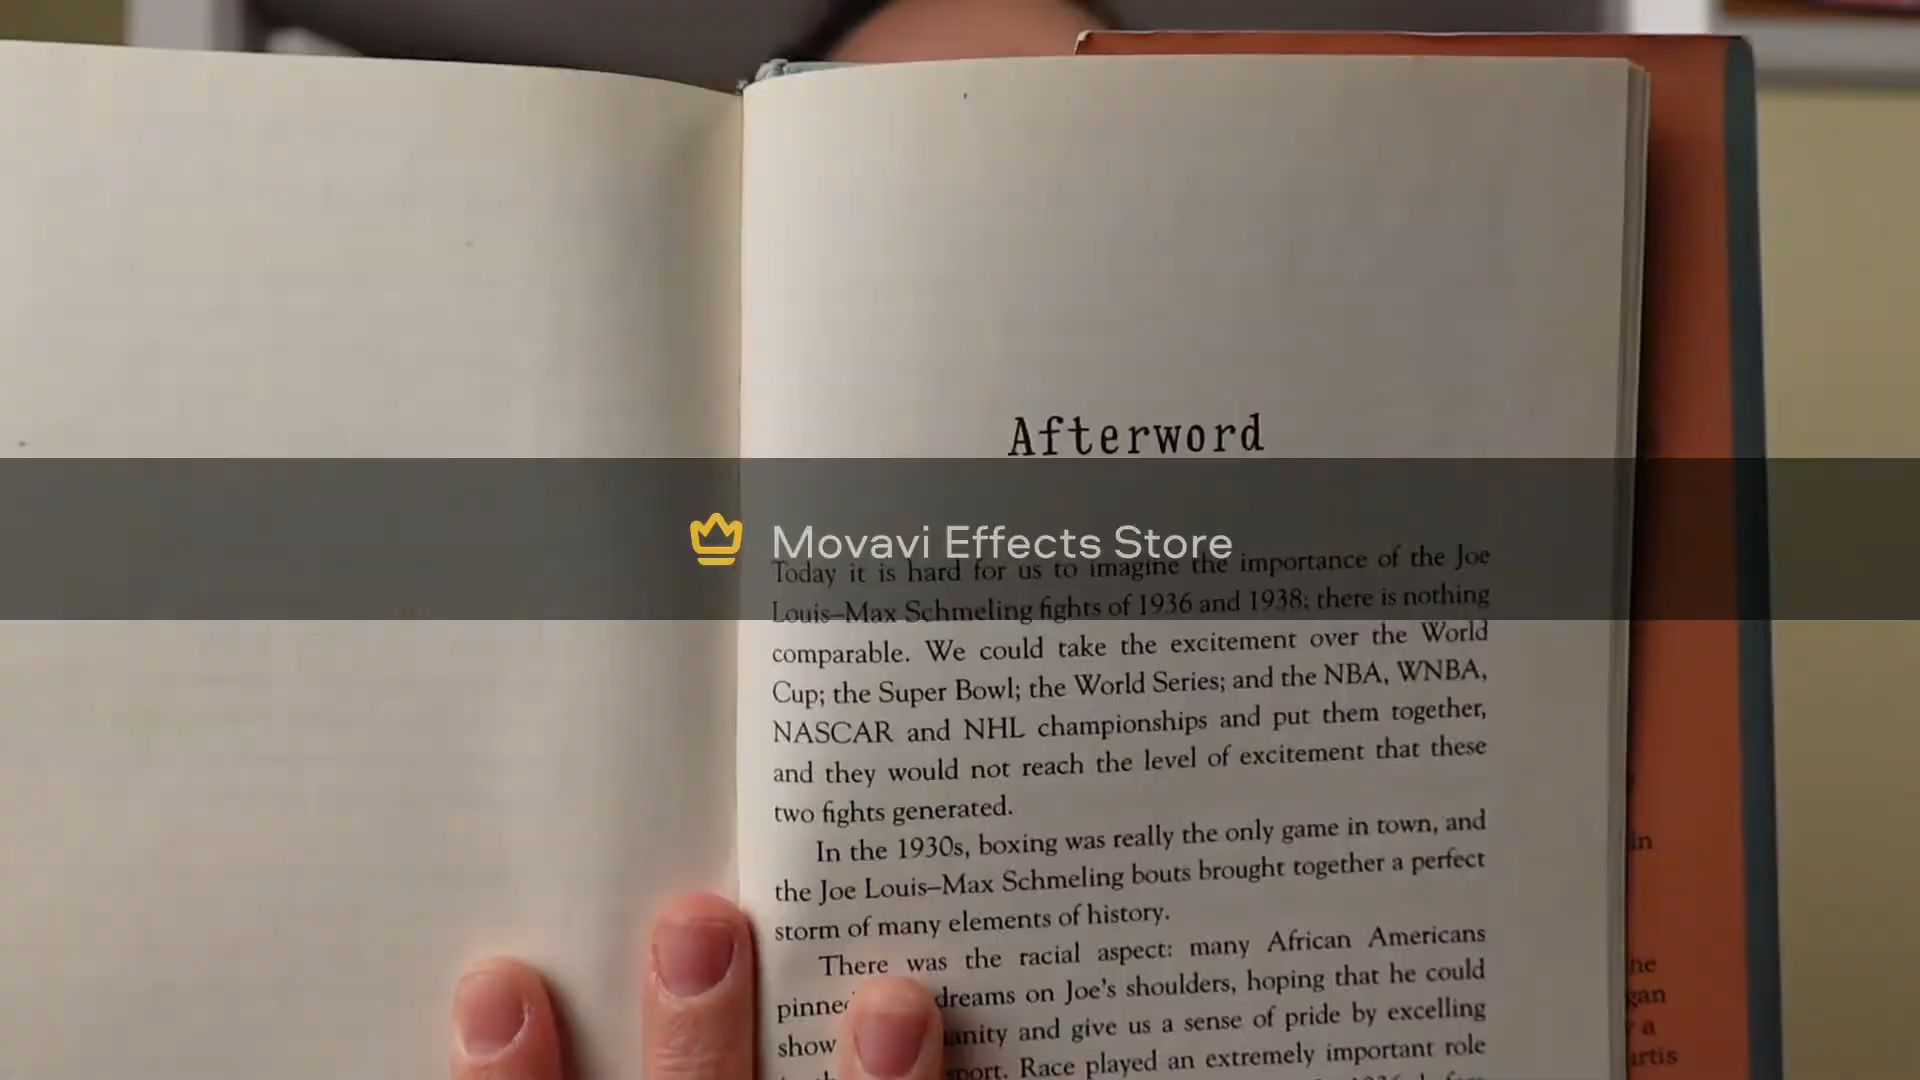 Afterword
Movavi Effects Store
Today it is hard for us to imagine the importance of the Joe
Louis–Max Schmeling fights of 1936 and 1938; there is nothing
comparable. We could take the excitement over the World
Cup; the Super Bowl; the World Series; and the NBA, WNBA,
NASCAR and NHL championships and put them together,
and they would not reach the level of excitement that these
two fights generated.
In the 1930s, boxing was really the only game in town, and
the Joe Louis–Max Schmeling bouts brought together a perfect
storm of many elements of history.
There was the racial aspect: many African Americans
dreams on Joe's shoulders, hoping that he could
show and give us a sense of pride by excelling
Race played an extremely important role
in
he
a